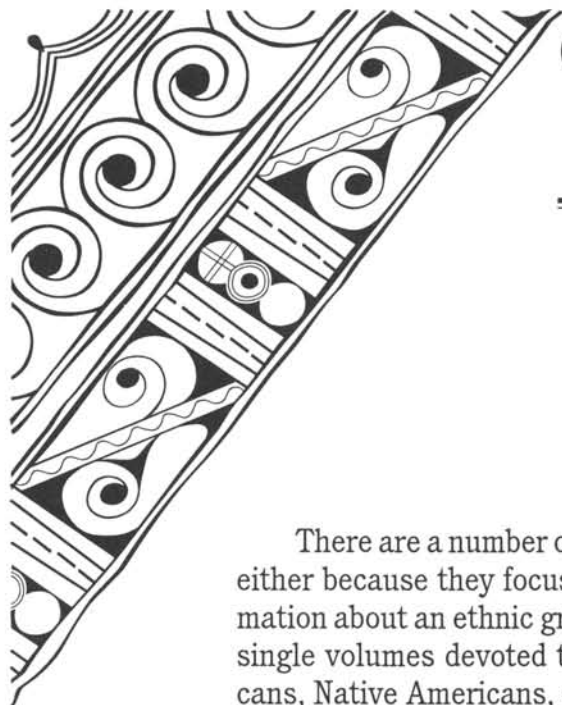 There are a number
either because they focus
mation about an ethnic
single volumes devoted
cans, Native Americans,